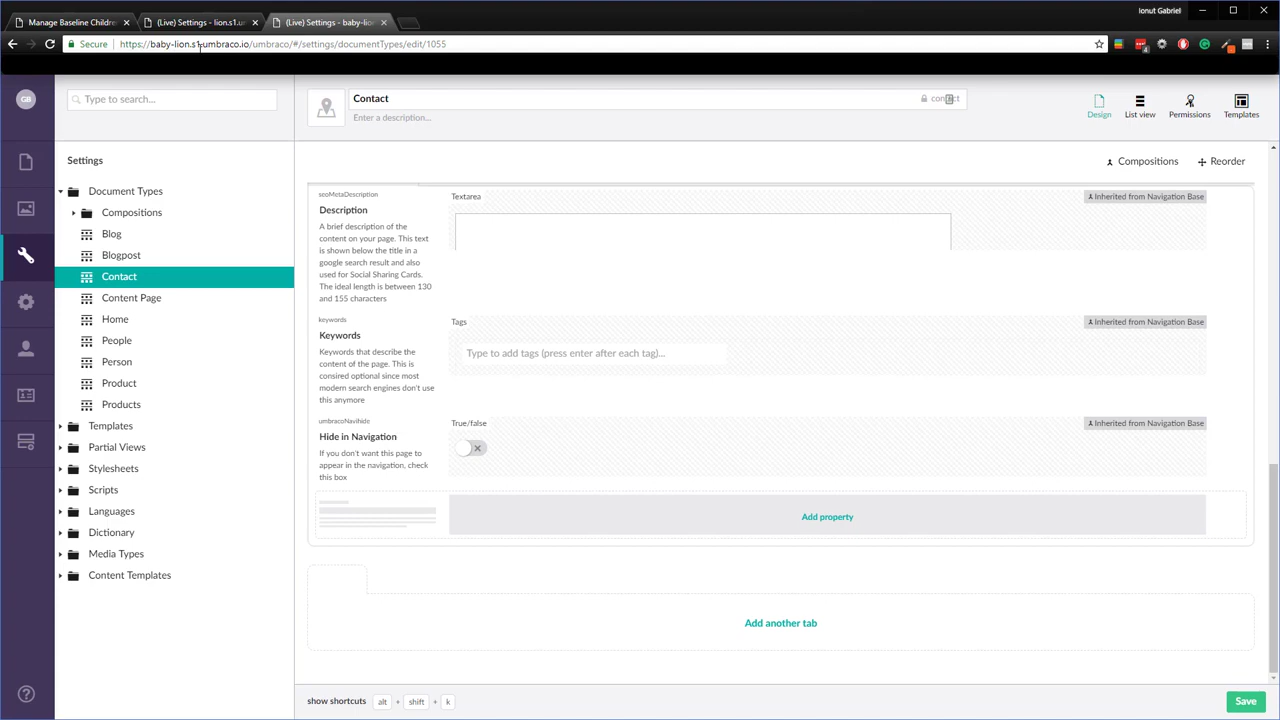 Ionut Gabriel
Manage Baseline Childre
(Live) Settings - lion.s1.u
(Live) Settings - baby-lio
Secure
https://baby-lion.s1.umbraco.io/umbraco/#/settings/documentTypes/edit/1055
GB
Type to search...
Contact
contact
Enter a description...
Design
List view
Permissions
Templates
Settings
Compositions
Reorder
Document Types
Compositions
Blog
Blogpost
Contact
Content Page
Home
People
Person
Product
Products
Templates
Partial Views
Stylesheets
Scripts
Languages
Dictionary
Media Types
Content Templates
seoMetaDescription
Description
A brief description of the
content on your page. This text
is shown below the title in a
google search result and also
used for Social Sharing Cards.
The ideal length is between 130
and 155 characters
Textarea
Inherited from Navigation Base
keywords
Keywords
Keywords that describe the
content of the page. This is
consired optional since most
modern search engines don't use
this anymore
Tags
Type to add tags (press enter after each tag)...
Inherited from Navigation Base
umbracoNavihide
Hide in Navigation
If you don't want this page to
appear in the navigation, check
this box
True/false
Inherited from Navigation Base
Add property
Add another tab
show shortcuts alt + shift + k
Save